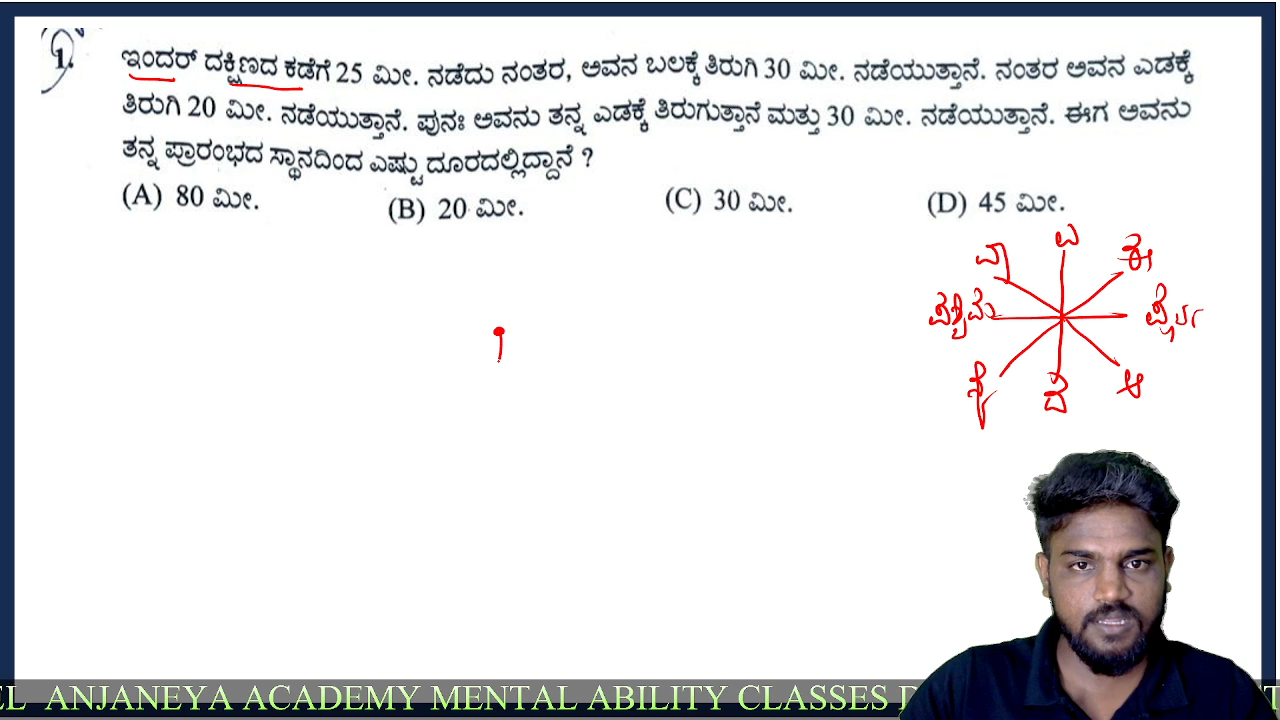 1. ಇಂದರ್ ದಕ್ಷಿಣದ ಕಡೆಗೆ 25 ಮೀ. ನಡೆದು ನಂತರ, ಅವನ ಬಲಕ್ಕೆ ತಿರುಗಿ 30 ಮೀ. ನಡೆಯುತ್ತಾನೆ. ನಂತರ ಅವನ ಎಡಕ್ಕೆ
ತಿರುಗಿ 20 ಮೀ. ನಡೆಯುತ್ತಾನೆ. ಪುನಃ ಅವನು ತನ್ನ ಎಡಕ್ಕೆ ತಿರುಗುತ್ತಾನೆ ಮತ್ತು 30 ಮೀ. ನಡೆಯುತ್ತಾನೆ. ಈಗ ಅವನು
ತನ್ನ ಪ್ರಾರಂಭದ ಸ್ಥಾನದಿಂದ ಎಷ್ಟು ದೂರದಲ್ಲಿದ್ದಾನೆ ?
(A) 80 ಮೀ. (B) 20 ಮೀ. (C) 30 ಮೀ. (D) 45 ಮೀ.
ವಾ ಉ ಈ
ಪಶ್ಚಿಮ ಪೂರ್ವ
ನೈ ದ ಆ
ANJANEYA ACADEMY MENTAL ABILITY CLASSES